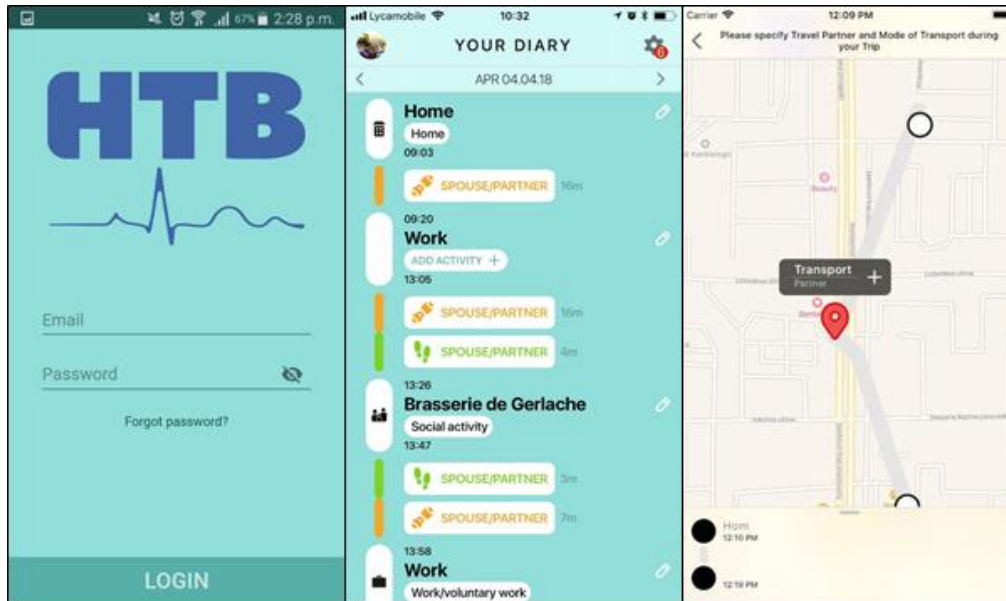 67% 2:28 p.m.
HTB
Email
Password
Forgot password?
LOGIN
Lycamobile 10:32
YOUR DIARY
6
APR 04.04.18
Home
Home
09:03
SPOUSE/PARTNER 16m
09:20
Work
ADD ACTIVITY +
13:05
SPOUSE/PARTNER 16m
SPOUSE/PARTNER 4m
13:26
Brasserie de Gerlache
Social activity
13:47
SPOUSE/PARTNER 3m
SPOUSE/PARTNER 7m
13:58
Work
Work/voluntary work
Carrier 12:09 PM
Please specify Travel Partner and Mode of Transport during
your Trip
Beauty
Transport
Partner
+
Hom
12:10 PM
12:19 PM